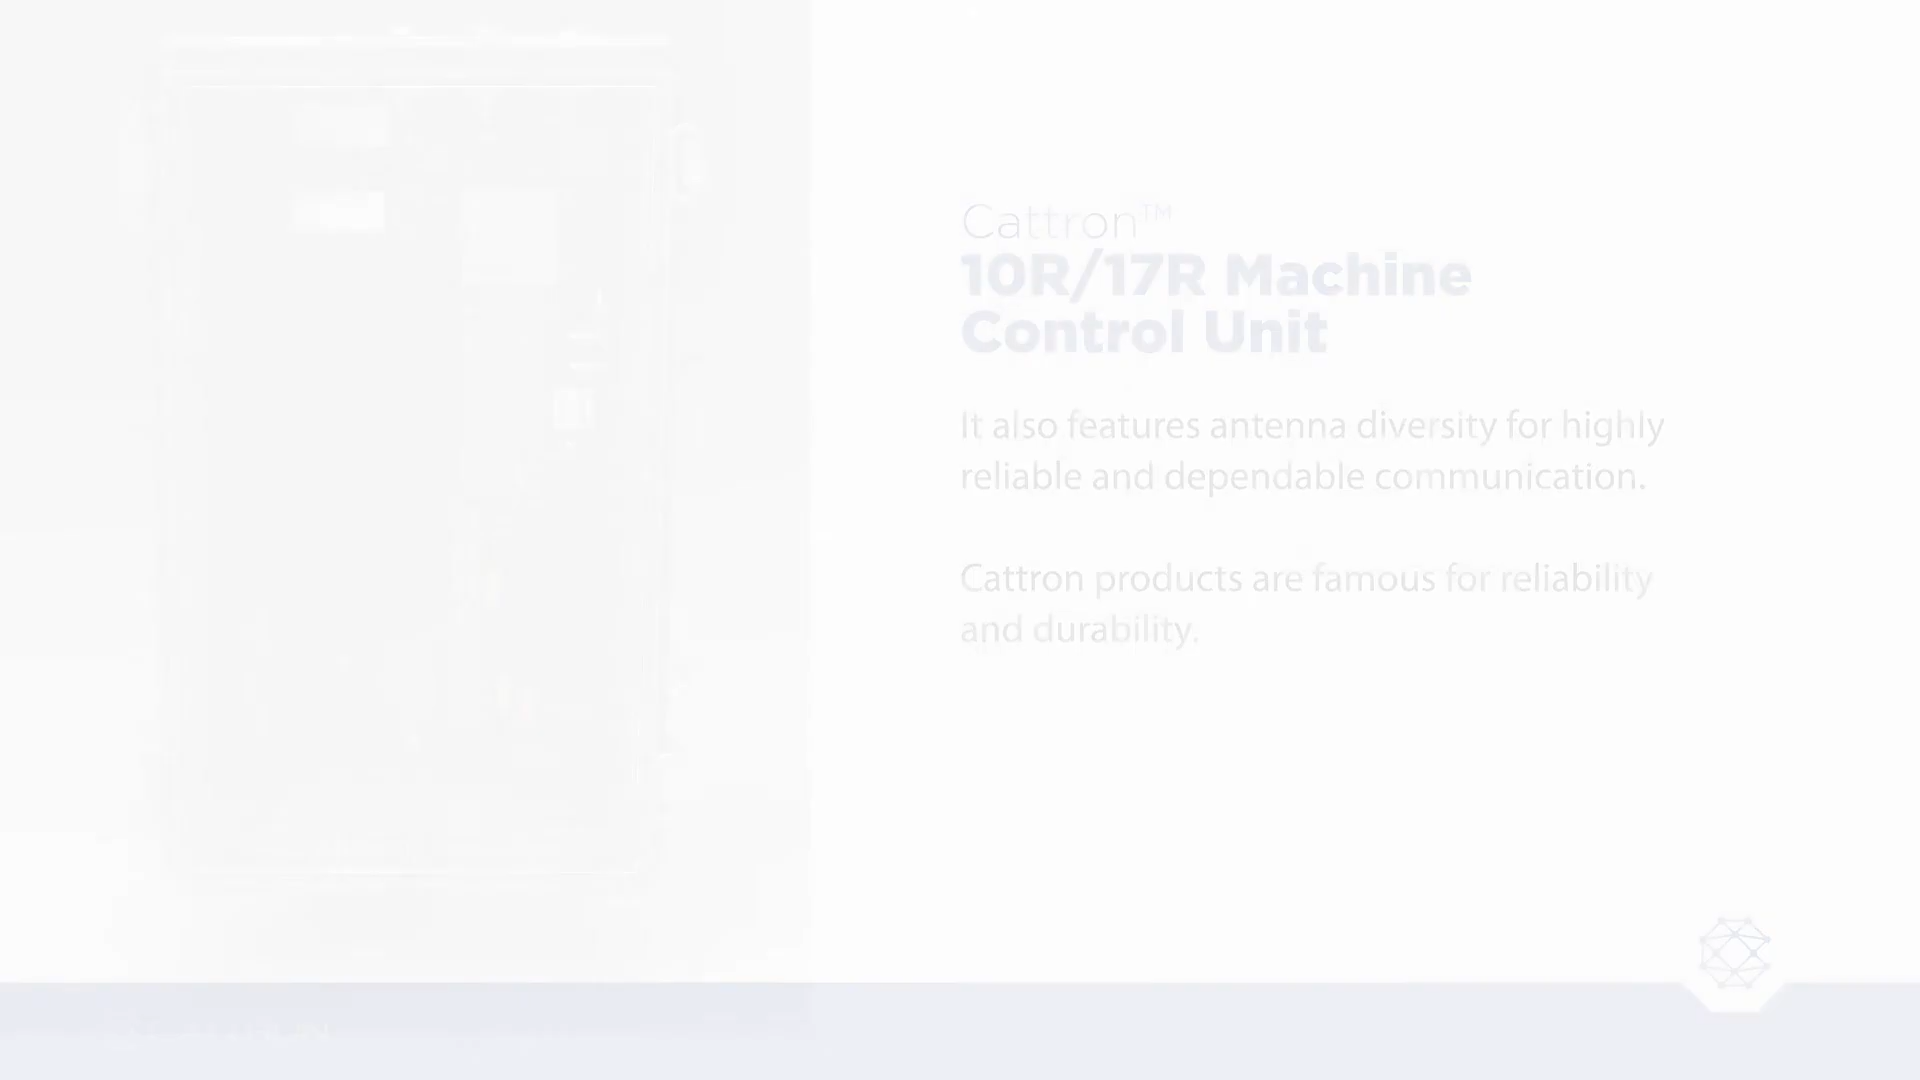 Cattron™
10R/17R Machine
Control Unit
It also features antenna diversity for highly
reliable and dependable communication.
Cattron products are famous for reliability
and durability.